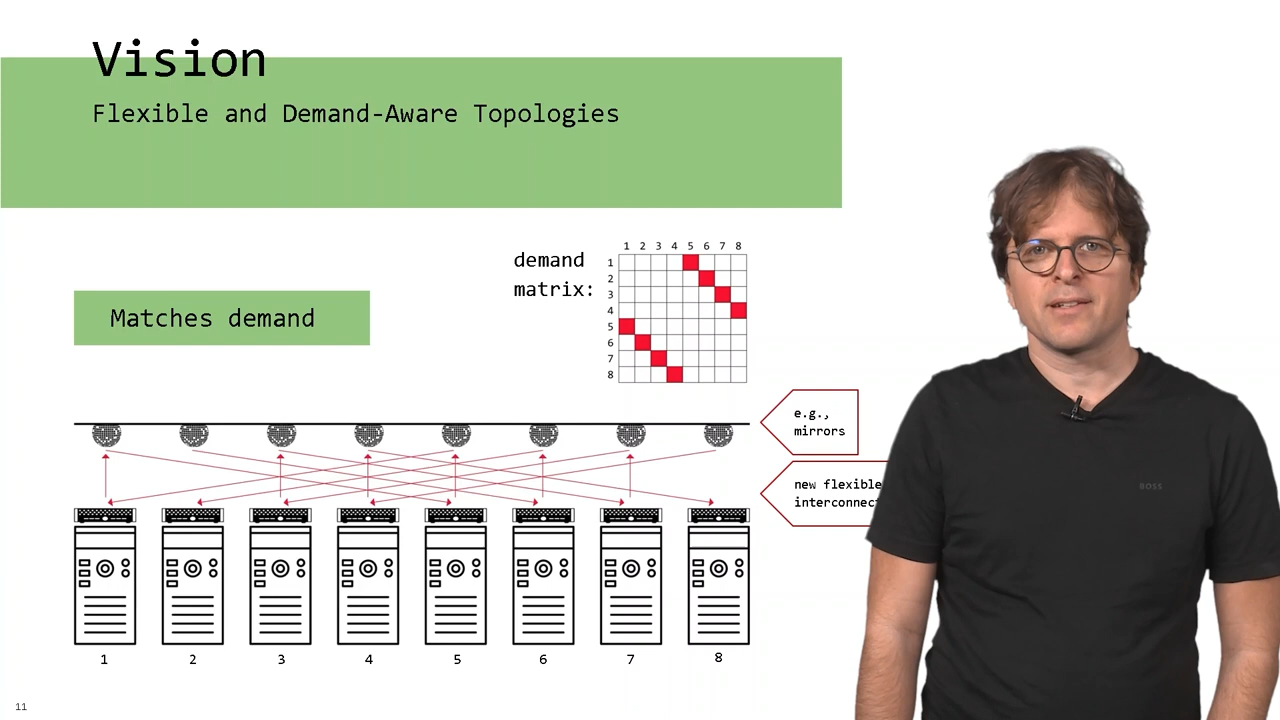 Vision
Flexible and Demand-Aware Topologies
demand
matrix:
1 2 3 4 5 6 7 8
1
2
3
4
5
6
7
8
Matches demand
e.g.,
mirrors
new flexible
BOSS
1 2 3 4 5 6 7 8
11